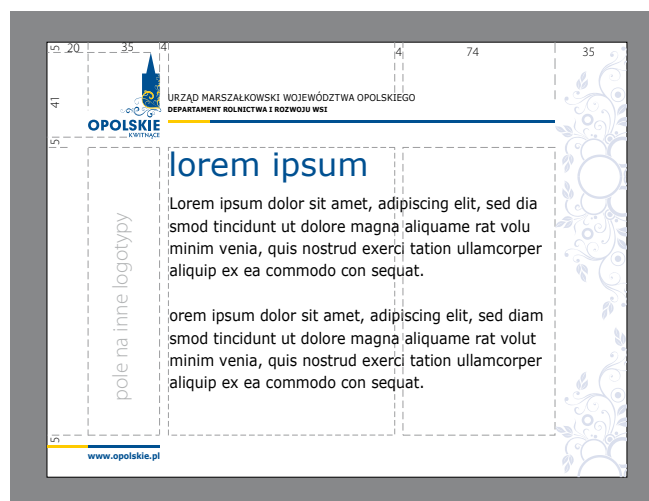 5 20 35 4 4 74 35
41
5
OPOLSKIE
KWITNĄCE
URZĄD MARSZAŁKOWSKI WOJEWÓDZTWA OPOLSKIEGO
DEPARTAMENT ROLNICTWA I ROZWOJU WSI
lorem ipsum
Lorem ipsum dolor sit amet, adipiscing elit, sed dia
smod tincidunt ut dolore magna aliquame rat volu
minim venia, quis nostrud exerci tation ullamcorper
aliquip ex ea commodo con sequat.
orem ipsum dolor sit amet, adipiscing elit, sed diam
smod tincidunt ut dolore magna aliquame rat volut
minim venia, quis nostrud exerci tation ullamcorper
aliquip ex ea commodo con sequat.
pole na inne logotypy
5
www.opolskie.pl